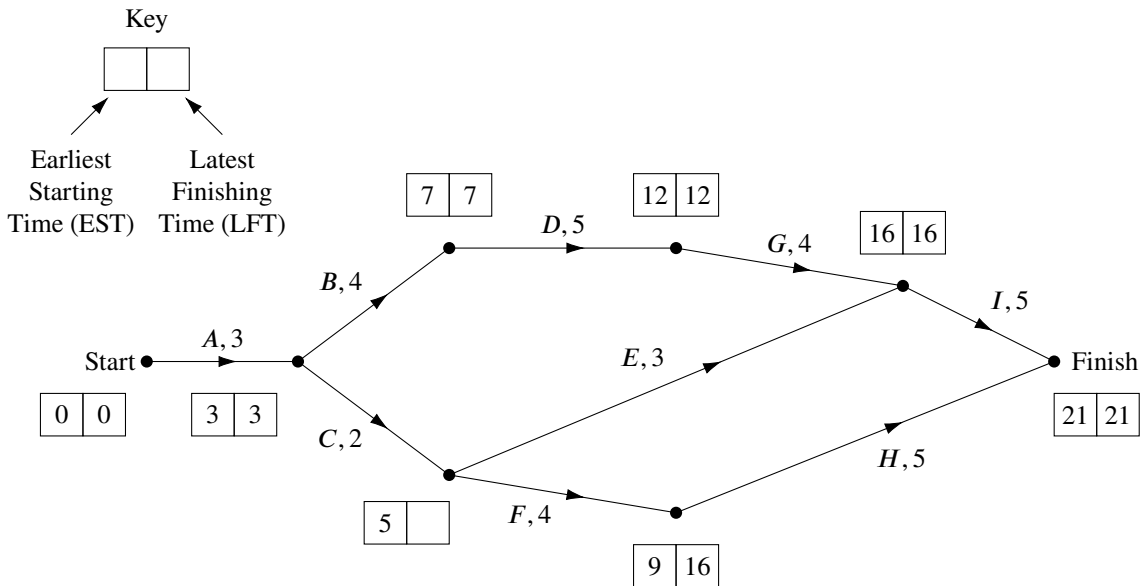 Key
Earliest
Starting
Time (EST)
Latest
Finishing
Time (LFT)
7 7
12 12
D, 5
G, 4
16 16
B, 4
I, 5
A, 3
E, 3
Start
Finish
0 0
3 3
C, 2
21 21
H, 5
5
F, 4
9 16